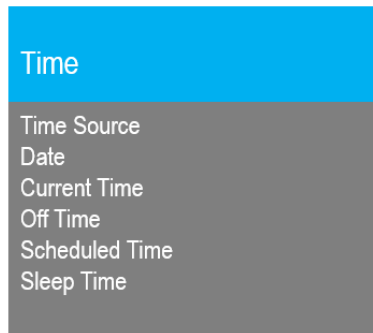 Time
Time Source
Date
Current Time
Off Time
Scheduled Time
Sleep Time